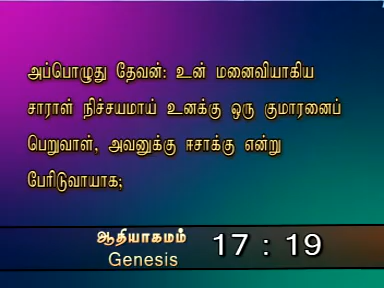 அப்பொழுது தேவன்: உன் மனைவியாகிய
சாராள் நிச்சயமாய் உனக்கு ஒரு குமாரனைப்
பெறுவாள், அவனுக்கு ஈசாக்கு என்று
பேரிடுவாயாக;
ஆதியாகமம் 17 : 19
Genesis